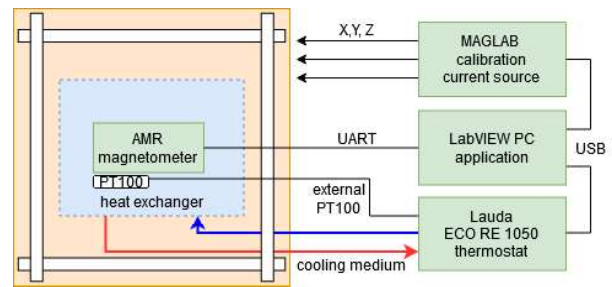 X,Y, Z
MAGLAB
calibration
current source
AMR
magnetometer
UART
LabVIEW PC
application
USB
PT100
heat exchanger
external
PT100
Lauda
ECO RE 1050
thermostat
cooling medium